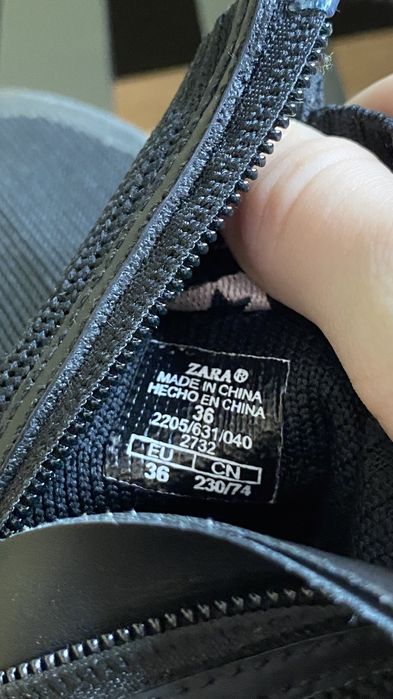 ZARA®
MADE IN CHINA
HECHO EN CHINA
36
2205/631/040
2732
EU CN
36 230/74